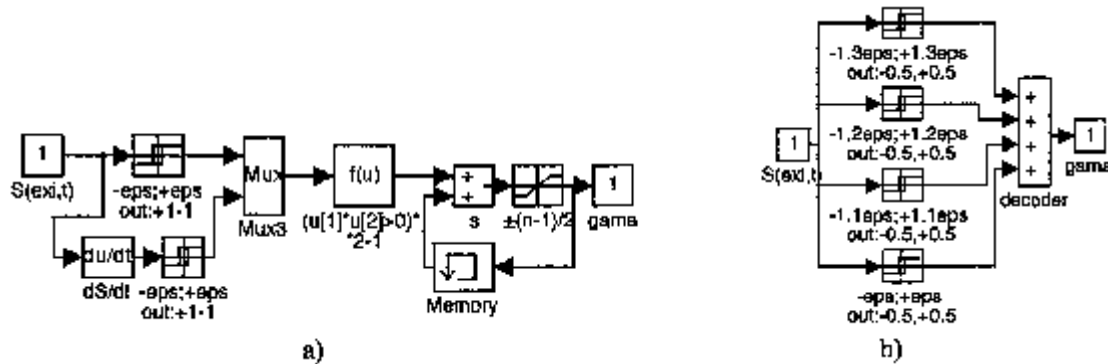 1
S(exi,t)
-eps;+eps
out:+1-1
du/dt
dS/dt
-eps;+eps
out:+1-1
Mux
Mux3
f(u)
(u[1]*u[2]>0)*
*2-1
+
+
s
±(n-1)/2
1
gama
Memory
a)
1
S(exi,t)
-1.3eps;+1.3eps
out:-0.5,+0.5
-1.2eps;+1.2eps
out:-0.5,+0.5
-1.1eps;+1.1eps
out:-0.5,+0.5
-eps;+eps
out:-0.5,+0.5
+
+
+
+
decoder
1
gama
b)